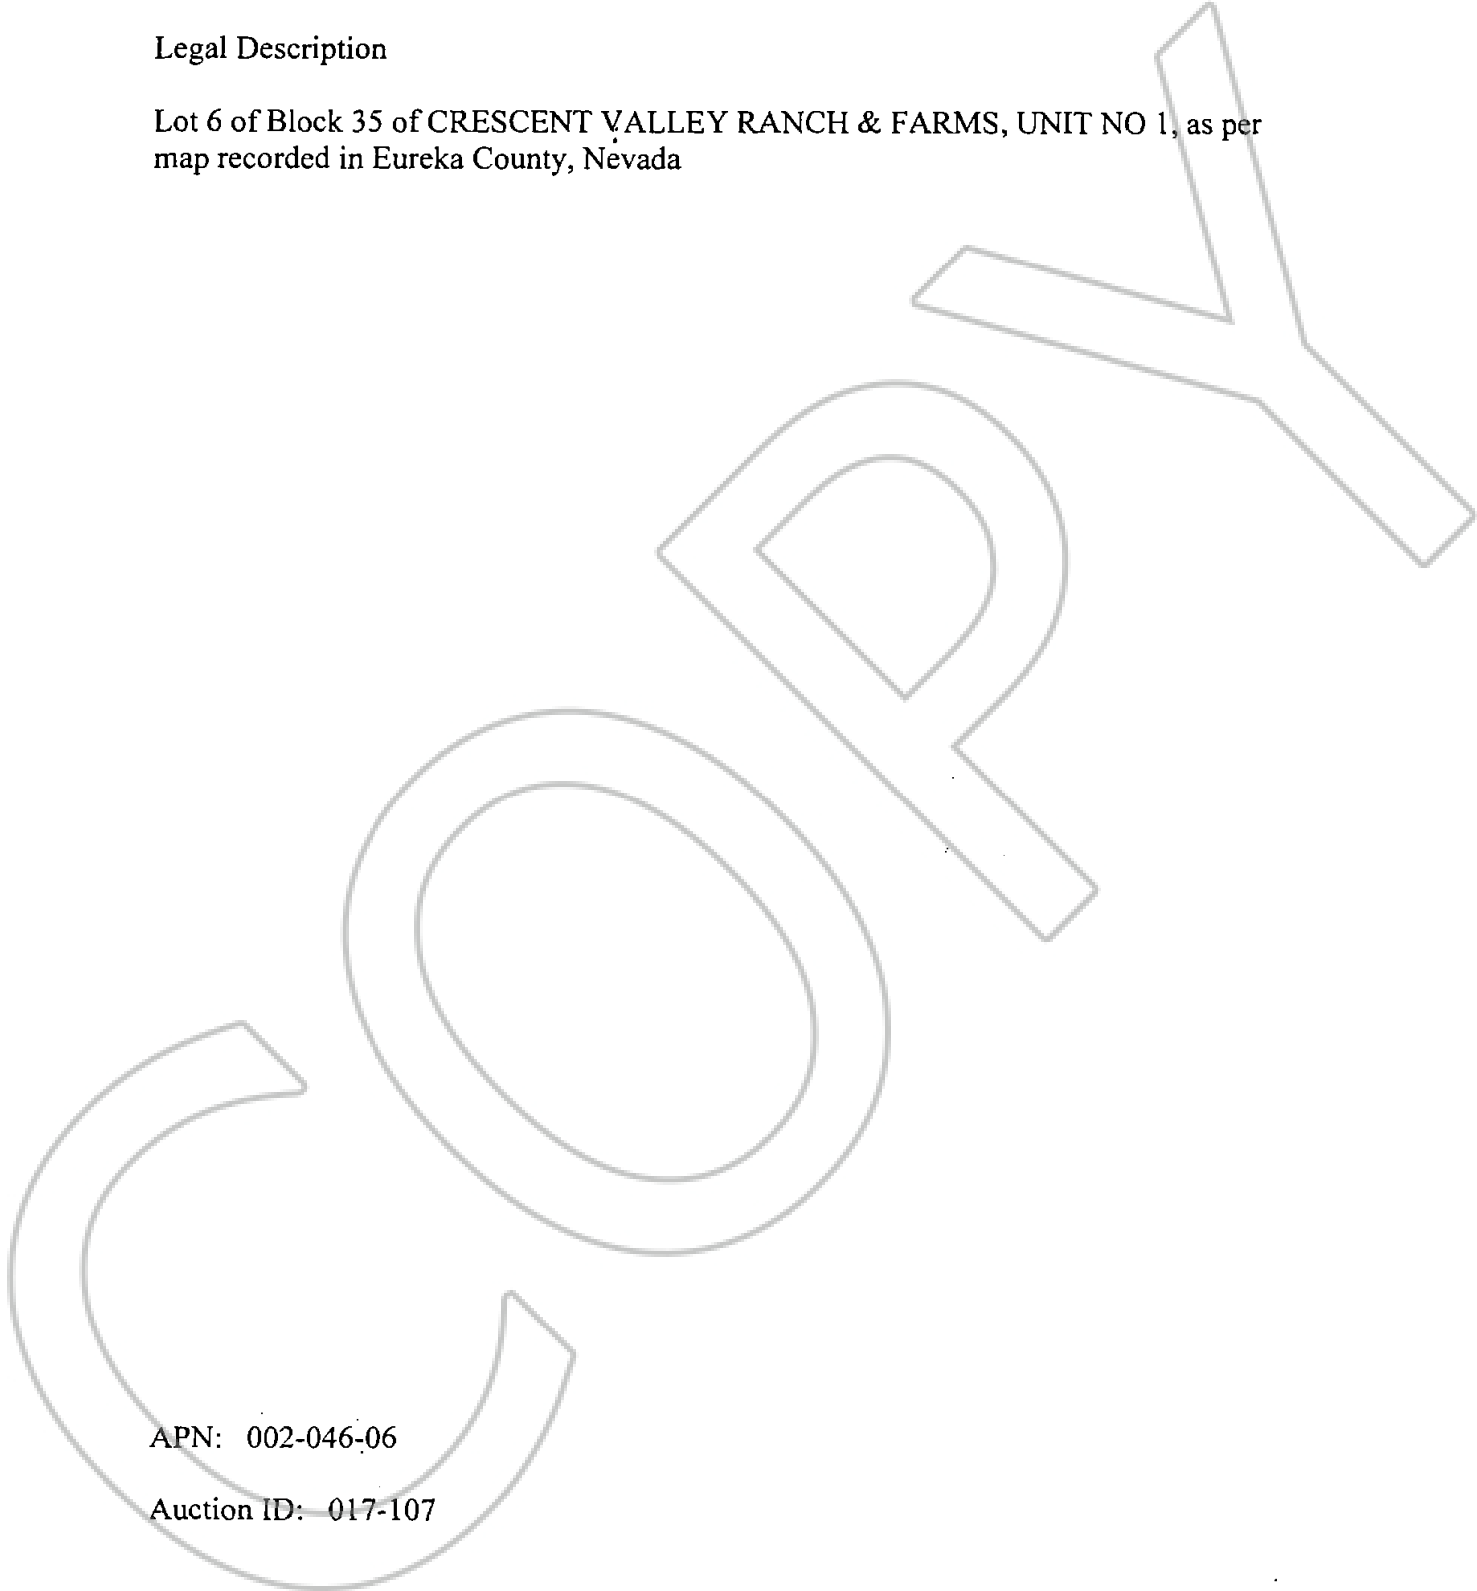 Legal Description
Lot 6 of Block 35 of CRESCENT VALLEY RANCH & FARMS, UNIT NO 1, as per
map recorded in Eureka County, Nevada
COPY
APN: 002-046-06
Auction ID: 017-107